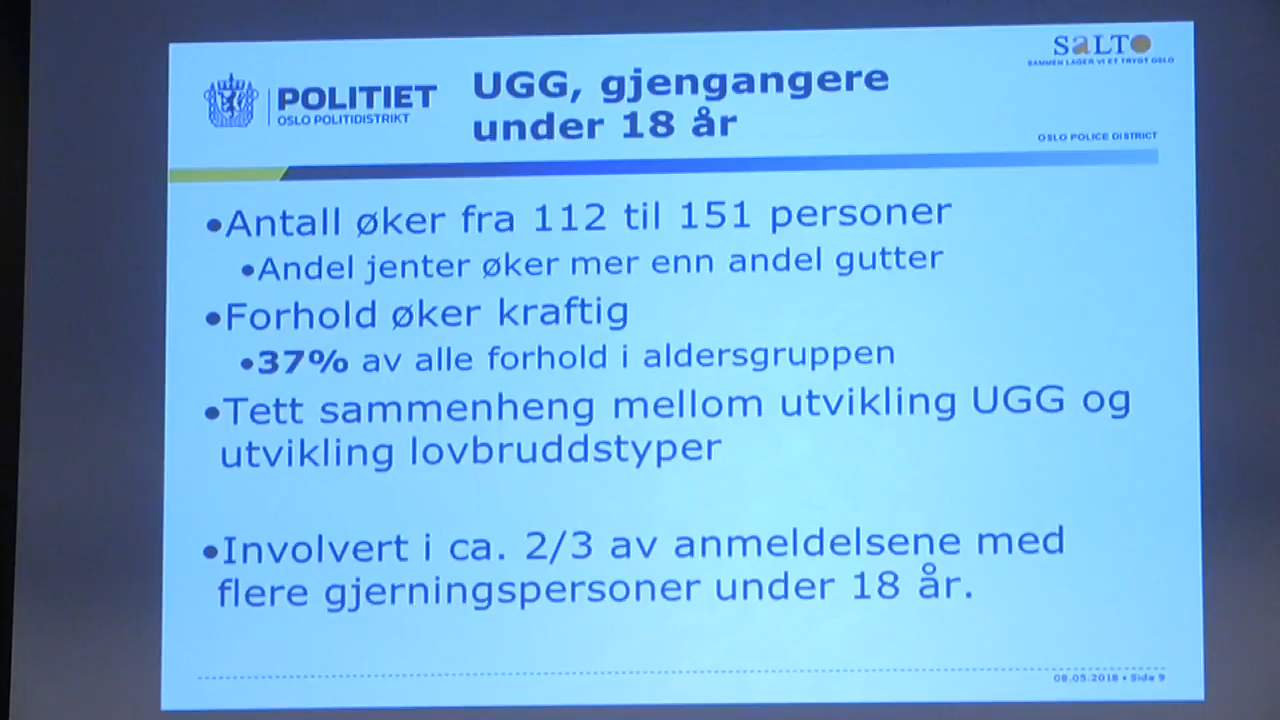 SaLTO
SAMMEN LAGER VI ET TRYGT OSLO
POLITIET
OSLO POLITIDISTRIKT
UGG, gjengangere
under 18 år
OSLO POLICE DISTRICT
•Antall øker fra 112 til 151 personer
•Andel jenter øker mer enn andel gutter
•Forhold øker kraftig
•37% av alle forhold i aldersgruppen
•Tett sammenheng mellom utvikling UGG og
utvikling lovbruddstyper
•Involvert i ca. 2/3 av anmeldelsene med
flere gjerningspersoner under 18 år.
08.05.2018 • Side 9